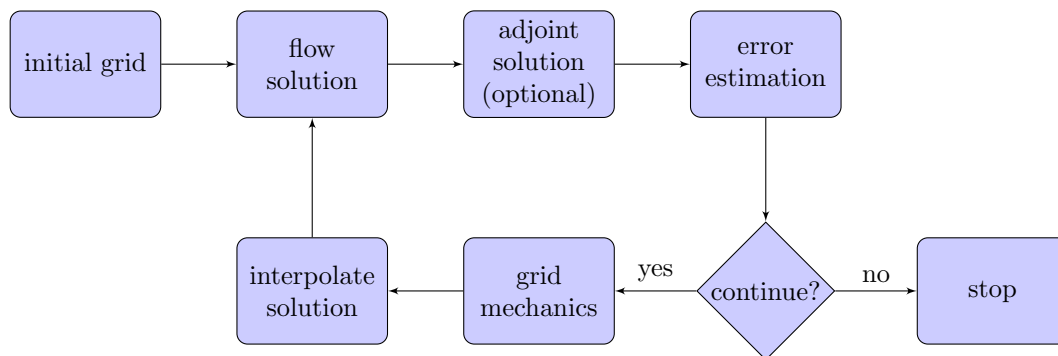 initial grid
flow
solution
adjoint
solution
(optional)
error
estimation
interpolate
solution
grid
mechanics
yes
continue?
no
stop